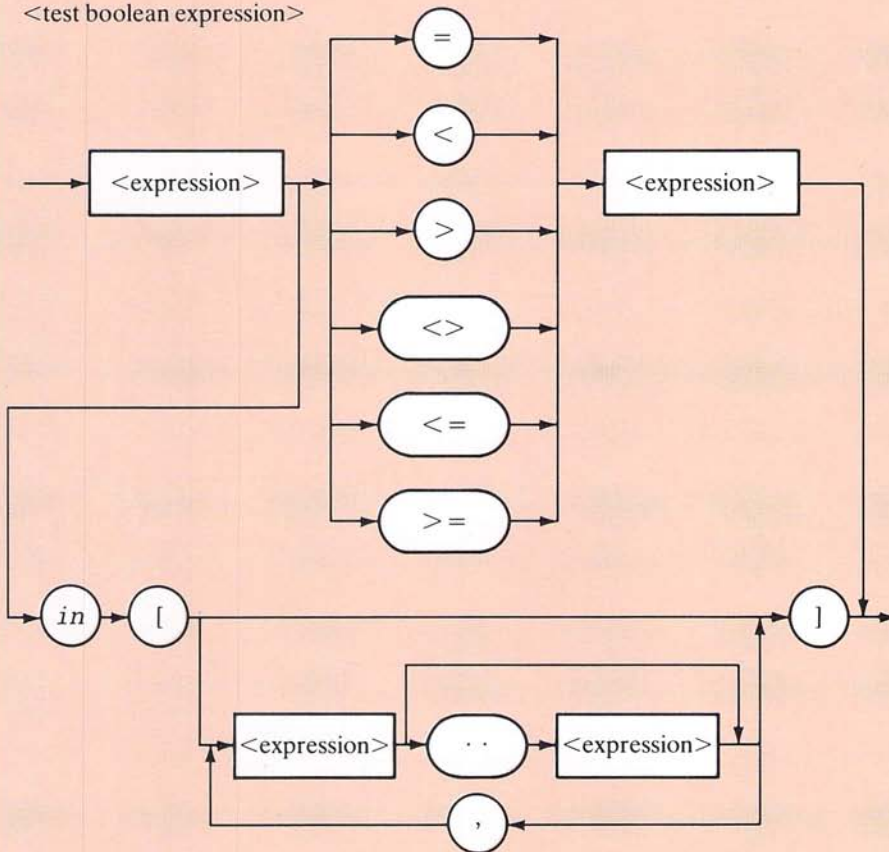 <test boolean expression>
=
<
<expression>
<expression>
>
<>
<=
>=
in [ ]
<expression> .. <expression>
,